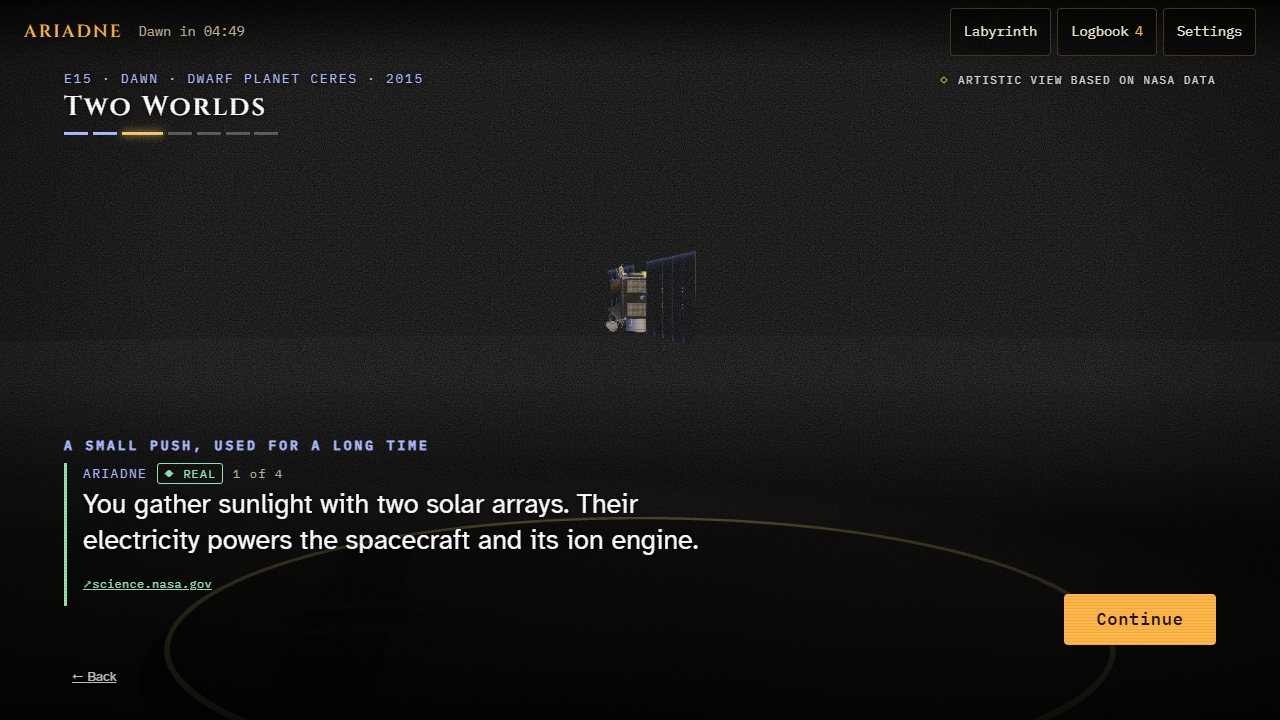 ARIADNE Dawn in 04:49
Labyrinth Logbook 4 Settings
E15 · DAWN · DWARF PLANET CERES · 2015
◇ ARTISTIC VIEW BASED ON NASA DATA
Two Worlds
A SMALL PUSH, USED FOR A LONG TIME
ARIADNE ◆ REAL 1 of 4
You gather sunlight with two solar arrays. Their
electricity powers the spacecraft and its ion engine.
↗science.nasa.gov
Continue
← Back